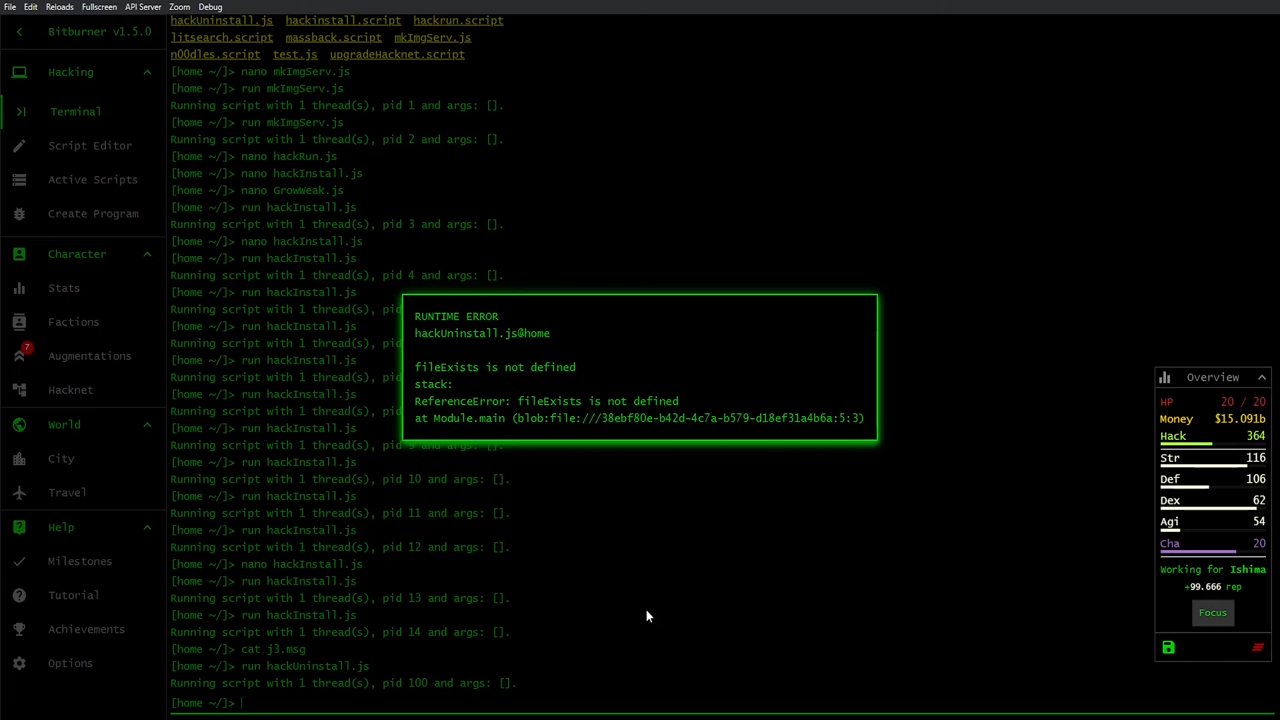 File Edit Reloads Fullscreen API Server Zoom Debug
Bitburner v1.5.0
Hacking
Terminal
Script Editor
Active Scripts
Create Program
Character
Stats
Factions
7
Augmentations
Hacknet
World
City
Travel
Help
Milestones
Tutorial
Achievements
Options
hackUninstall.js hackinstall.script hackrun.script
litsearch.script massback.script mkImgServ.js
n00dles.script test.js upgradeHacknet.script
[home ~/]> nano mkImgServ.js
[home ~/]> run mkImgServ.js
Running script with 1 thread(s), pid 1 and args: [].
[home ~/]> run mkImgServ.js
Running script with 1 thread(s), pid 2 and args: [].
[home ~/]> nano hackRun.js
[home ~/]> nano hackInstall.js
[home ~/]> nano GrowWeak.js
[home ~/]> run hackInstall.js
Running script with 1 thread(s), pid 3 and args: [].
[home ~/]> nano hackInstall.js
[home ~/]> run hackInstall.js
Running script with 1 thread(s), pid 4 and args: [].
[home ~/]> run hackInstall.js
Running script with 1 thread(s), pid
[home ~/]> run hackInstall.js
Running script with 1 thread(s), pid
[home ~/]> run hackInstall.js
Running script with 1 thread(s), pid
[home ~/]> run hackInstall.js
Running script with 1 thread(s), pid
[home ~/]> run hackInstall.js
Running script with 1 thread(s), pid 9 and args: [].
[home ~/]> run hackInstall.js
Running script with 1 thread(s), pid 10 and args: [].
[home ~/]> run hackInstall.js
Running script with 1 thread(s), pid 11 and args: [].
[home ~/]> run hackInstall.js
Running script with 1 thread(s), pid 12 and args: [].
[home ~/]> nano hackInstall.js
[home ~/]> run hackInstall.js
Running script with 1 thread(s), pid 13 and args: [].
[home ~/]> run hackInstall.js
Running script with 1 thread(s), pid 14 and args: [].
[home ~/]> cat j3.msg
[home ~/]> run hackUninstall.js
Running script with 1 thread(s), pid 100 and args: [].
[home ~/]>
RUNTIME ERROR
hackUninstall.js@home
fileExists is not defined
stack:
ReferenceError: fileExists is not defined
at Module.main (blob:file:///38ebf80e-b42d-4c7a-b579-d18ef31a4b6a:5:3)
Overview
HP 20 / 20
Money $15.091b
Hack 364
Str 116
Def 106
Dex 62
Agi 54
Cha 20
Working for Ishima
+99.666 rep
Focus